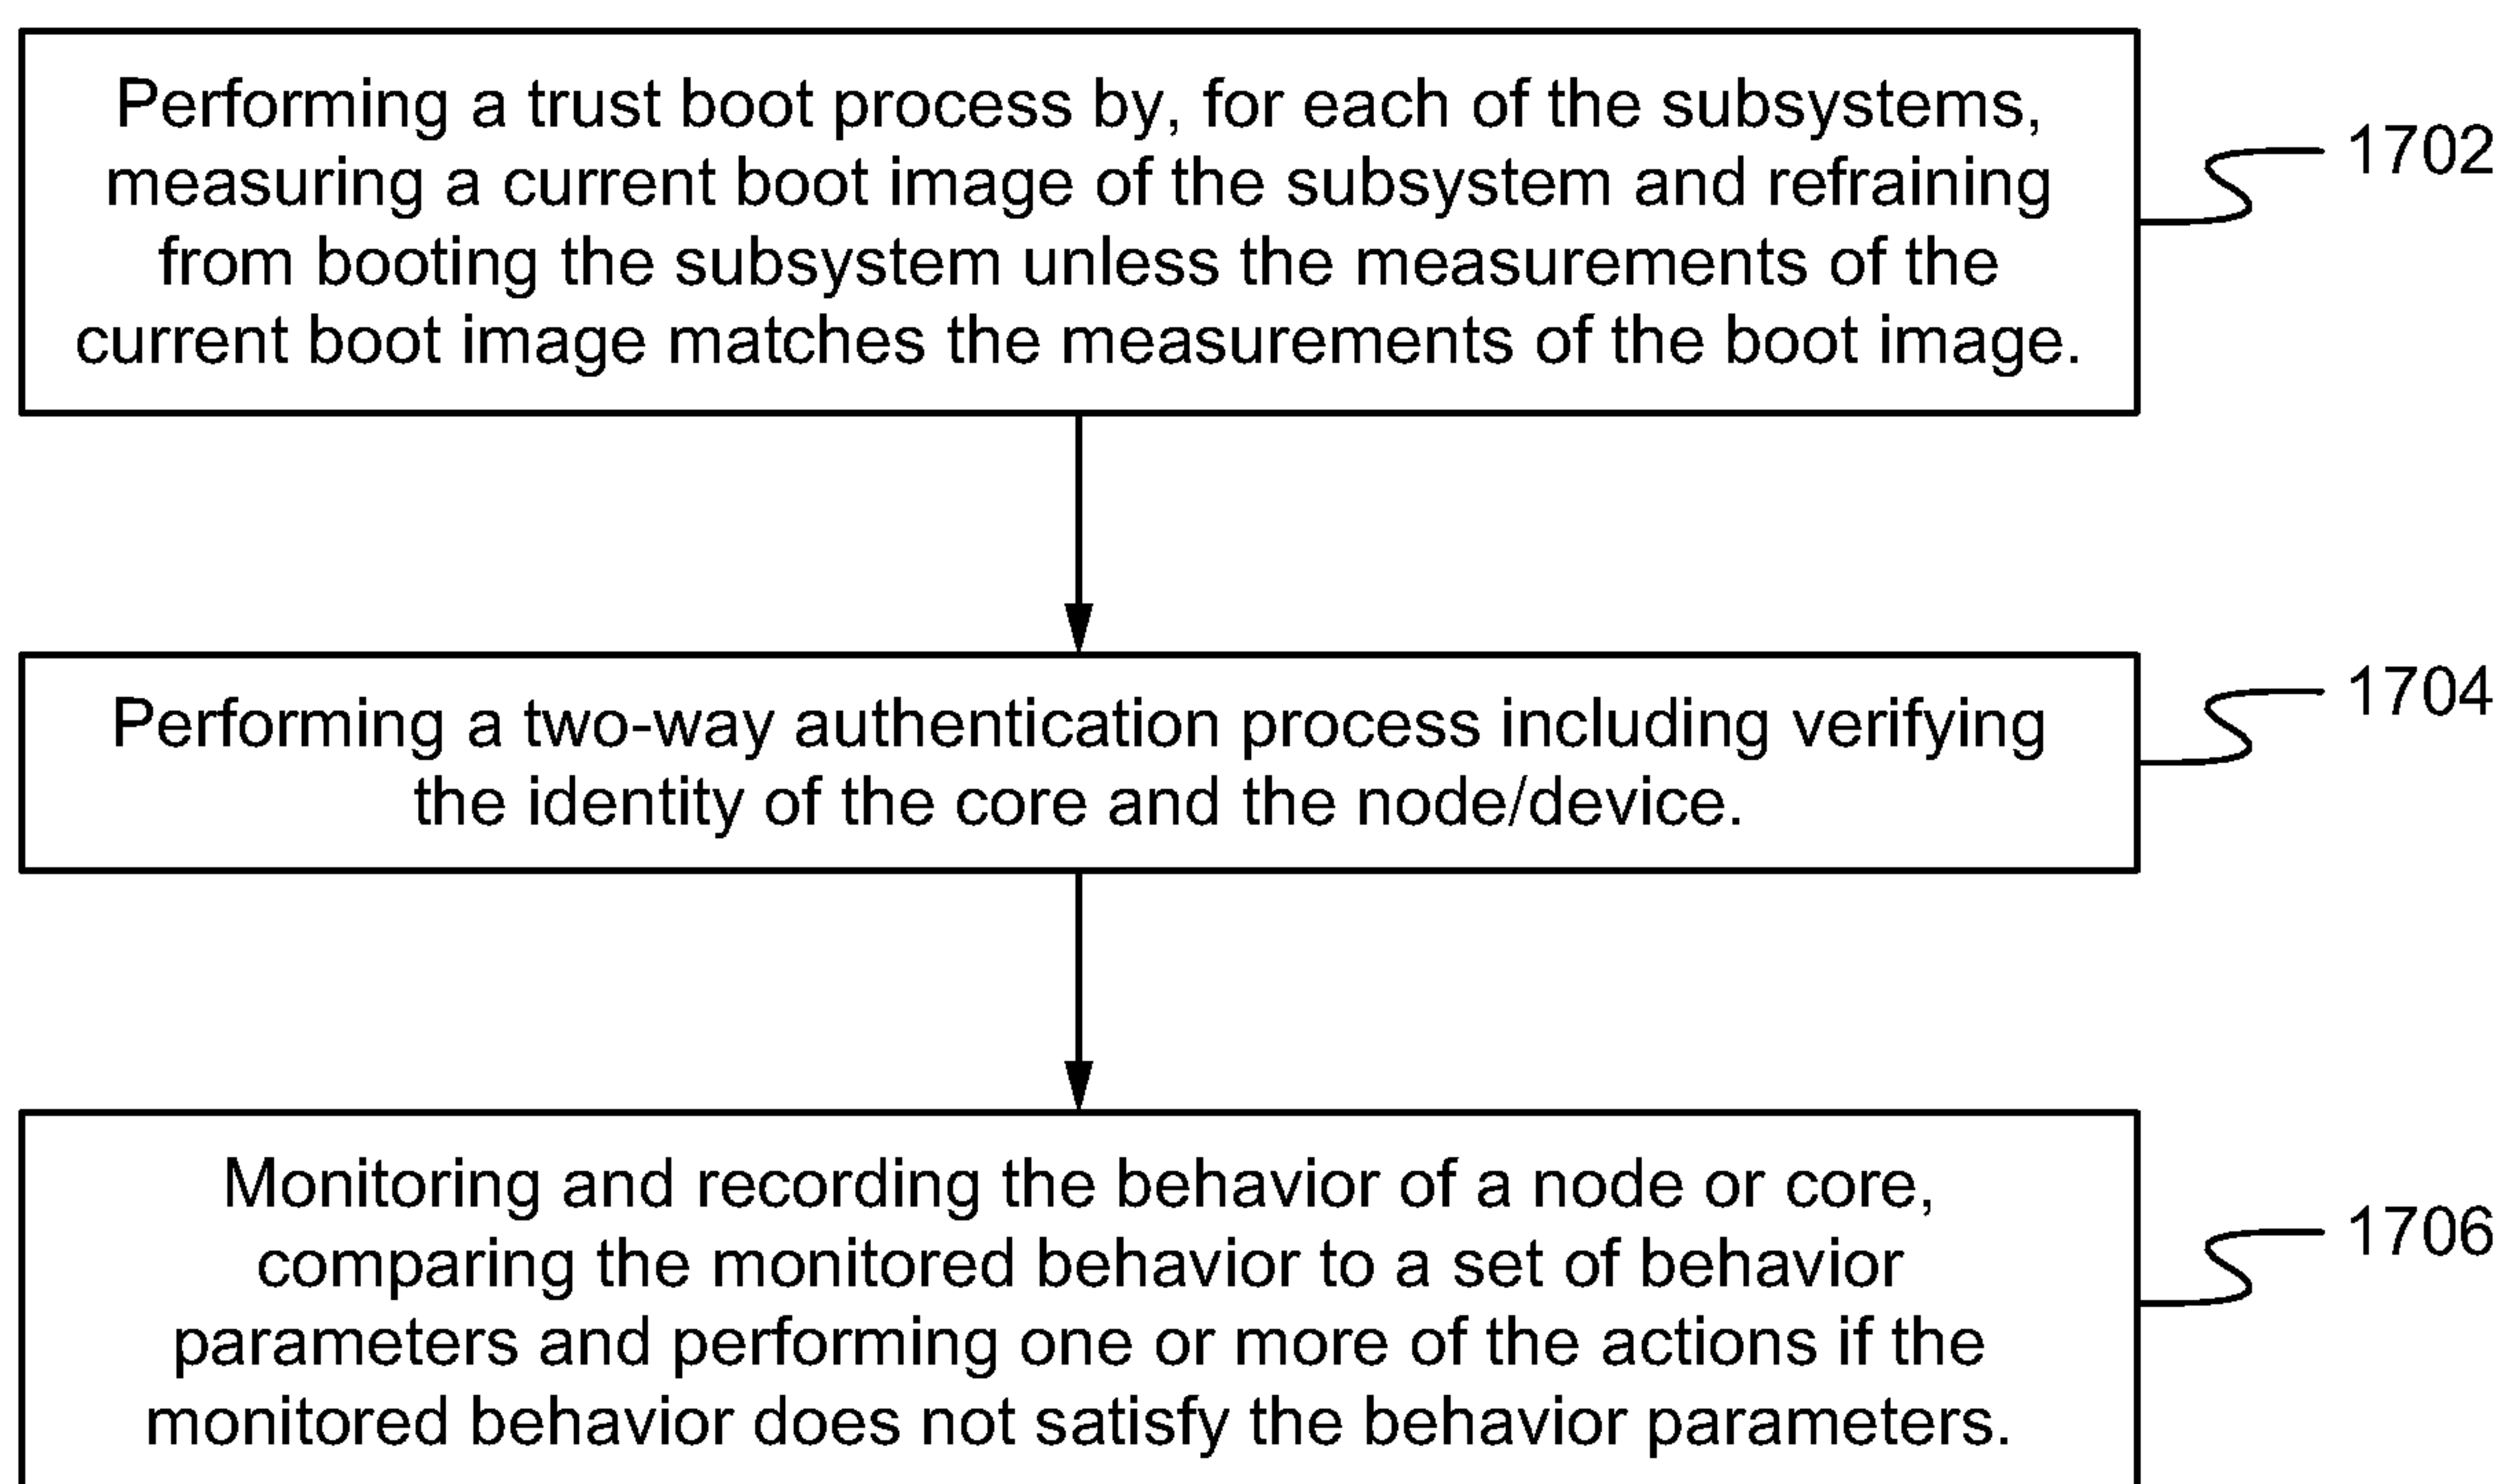 Performing a trust boot process by, for each of the subsystems,
measuring a current boot image of the subsystem and refraining
from booting the subsystem unless the measurements of the
current boot image matches the measurements of the boot image.
1702
Performing a two-way authentication process including verifying
the identity of the core and the node/device.
1704
Monitoring and recording the behavior of a node or core,
comparing the monitored behavior to a set of behavior
parameters and performing one or more of the actions if the
monitored behavior does not satisfy the behavior parameters.
1706